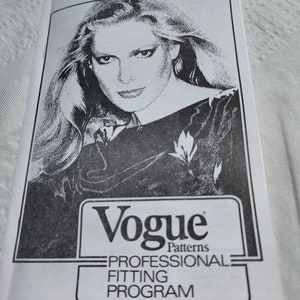 Vogue®
Patterns
PROFESSIONAL
FITTING
PROGRAM